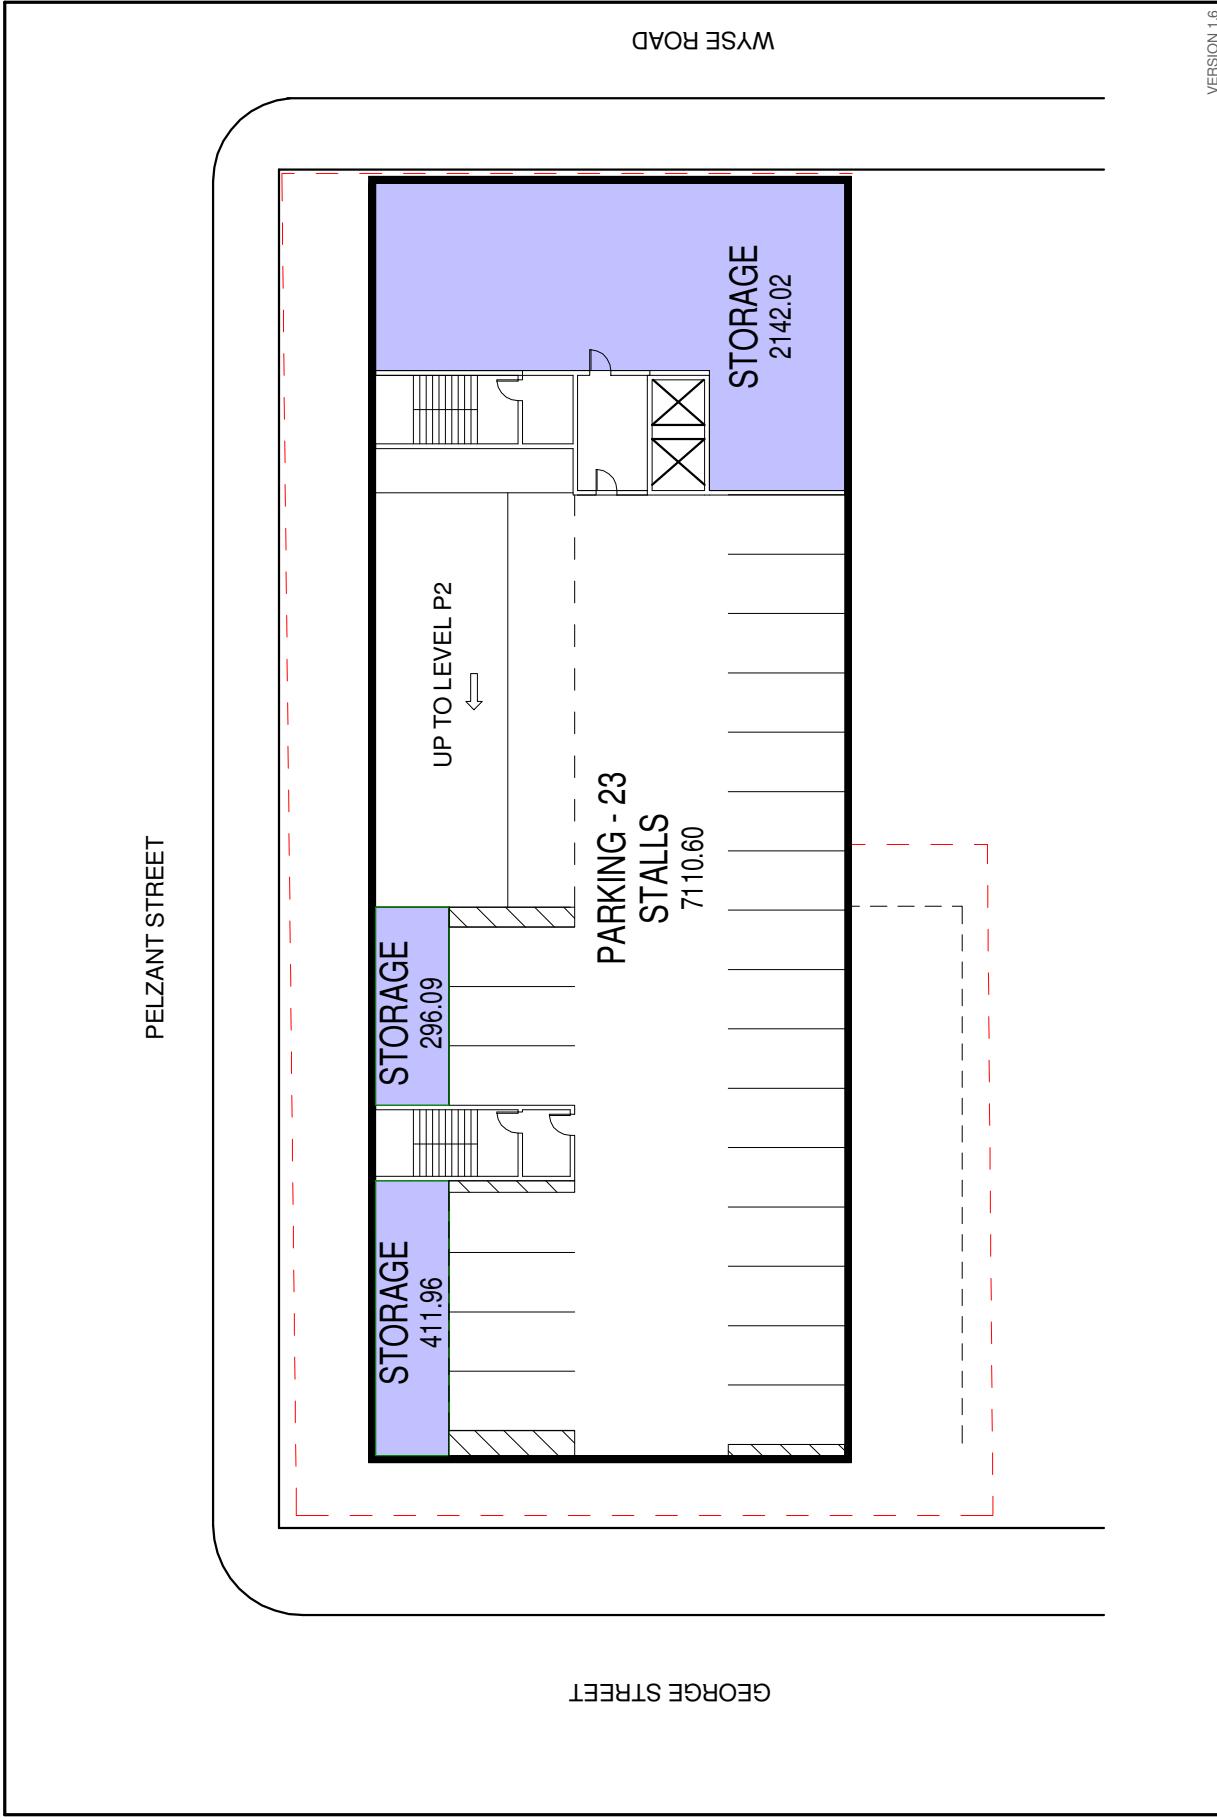 WYSE ROAD
VERSION 1.6
PELZANT STREET
STORAGE
2142.02
UP TO LEVEL P2
PARKING - 23
STALLS
7110.60
STORAGE
296.09
STORAGE
411.96
GEORGE STREET